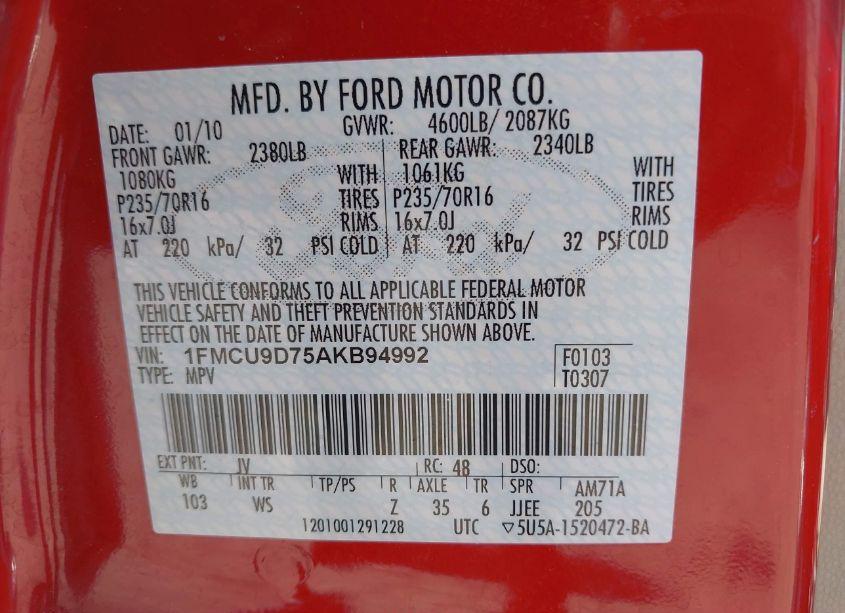 MFD. BY FORD MOTOR CO.
DATE: 01/10 GVWR: 4600LB/ 2087KG
FRONT GAWR: 2380LB REAR GAWR: 2340LB
1080KG WITH 1061KG WITH
P235/70R16 TIRES P235/70R16 TIRES
16x7.0J RIMS 16x7.0J RIMS
AT 220 kPa/ 32 PSI COLD AT 220 kPa/ 32 PSI COLD
THIS VEHICLE CONFORMS TO ALL APPLICABLE FEDERAL MOTOR
VEHICLE SAFETY AND THEFT PREVENTION STANDARDS IN
EFFECT ON THE DATE OF MANUFACTURE SHOWN ABOVE.
VIN: 1FMCU9D75AKB94992 F0103
TYPE: MPV T0307
EXT PNT: JV RC: 48 DSO:
WB INT TR TP/PS R AXLE TR SPR AM71A
103 WS Z 35 6 JJEE 205
1201001291228 UTC ▽5U5A-1520472-BA